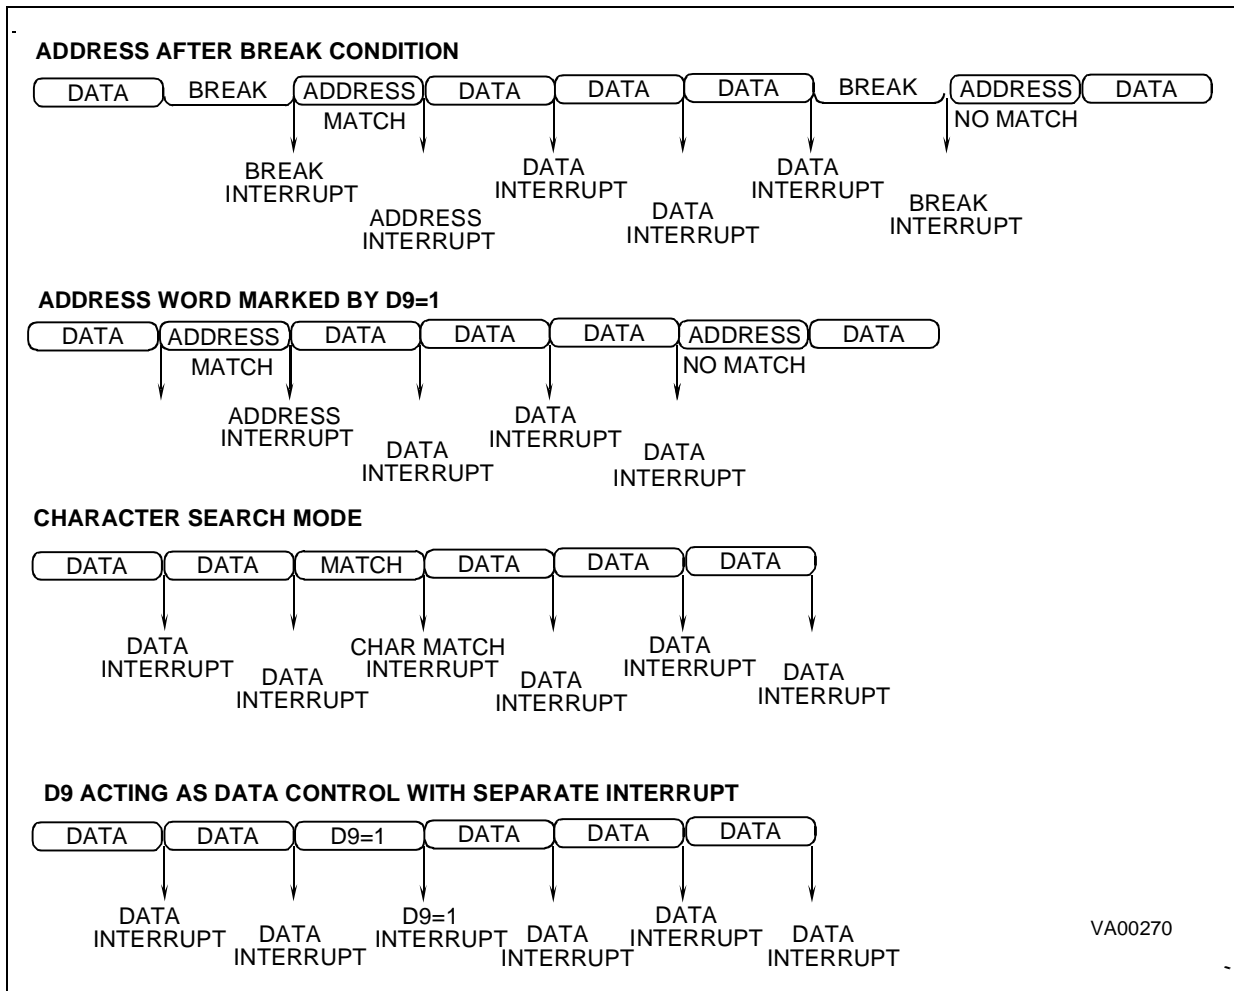 ADDRESS AFTER BREAK CONDITION
DATA BREAK ADDRESS DATA DATA DATA BREAK ADDRESS DATA
MATCH NO MATCH
BREAK INTERRUPT
ADDRESS INTERRUPT
DATA INTERRUPT
DATA INTERRUPT
DATA INTERRUPT
BREAK INTERRUPT
ADDRESS WORD MARKED BY D9=1
DATA ADDRESS DATA DATA DATA ADDRESS DATA
MATCH NO MATCH
ADDRESS INTERRUPT
DATA INTERRUPT
DATA INTERRUPT
DATA INTERRUPT
CHARACTER SEARCH MODE
DATA DATA MATCH DATA DATA DATA
DATA INTERRUPT
DATA INTERRUPT
CHAR MATCH INTERRUPT
DATA INTERRUPT
DATA INTERRUPT
DATA INTERRUPT
D9 ACTING AS DATA CONTROL WITH SEPARATE INTERRUPT
DATA DATA D9=1 DATA DATA DATA
DATA INTERRUPT
DATA INTERRUPT
D9=1 INTERRUPT
DATA INTERRUPT
DATA INTERRUPT
DATA INTERRUPT
VA00270